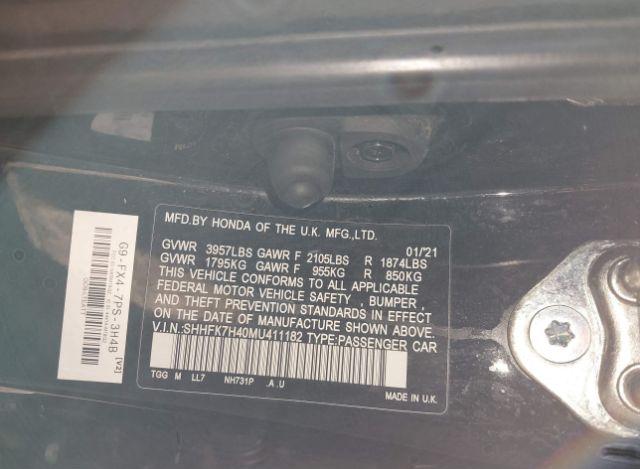 MFD.BY HONDA OF THE U.K. MFG.,LTD.
01/'21
GVWR 3957LBS GAWR F 2105LBS R 1874LBS
GVWR 1795KG GAWR F 955KG R 850KG
THIS VEHICLE CONFORMS TO ALL APPLICABLE
FEDERAL MOTOR VEHICLE SAFETY , BUMPER ,
AND THEFT PREVENTION STANDARDS IN EFFECT
ON THE DATE OF MANUFACTURE SHOWN ABOVE.
V.I.N.:SHHFK7H40MU411182 TYPE:PASSENGER CAR
TGG M LL7 NH731P .A .U
MADE IN U.K.
G9-FX4-7PS-3H4B [V2]